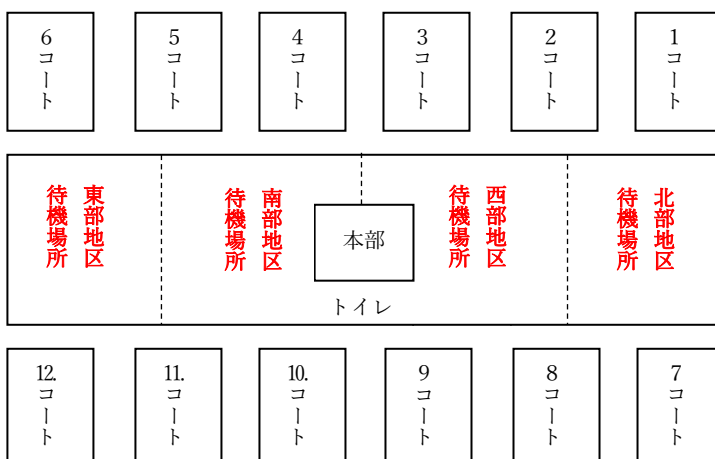 6コート
5コート
4コート
3コート
2コート
1コート
東部地区
待機場所
南部地区
待機場所
本部
西部地区
待機場所
北部地区
待機場所
トイレ
12.コート
11.コート
10.コート
9コート
8コート
7コート